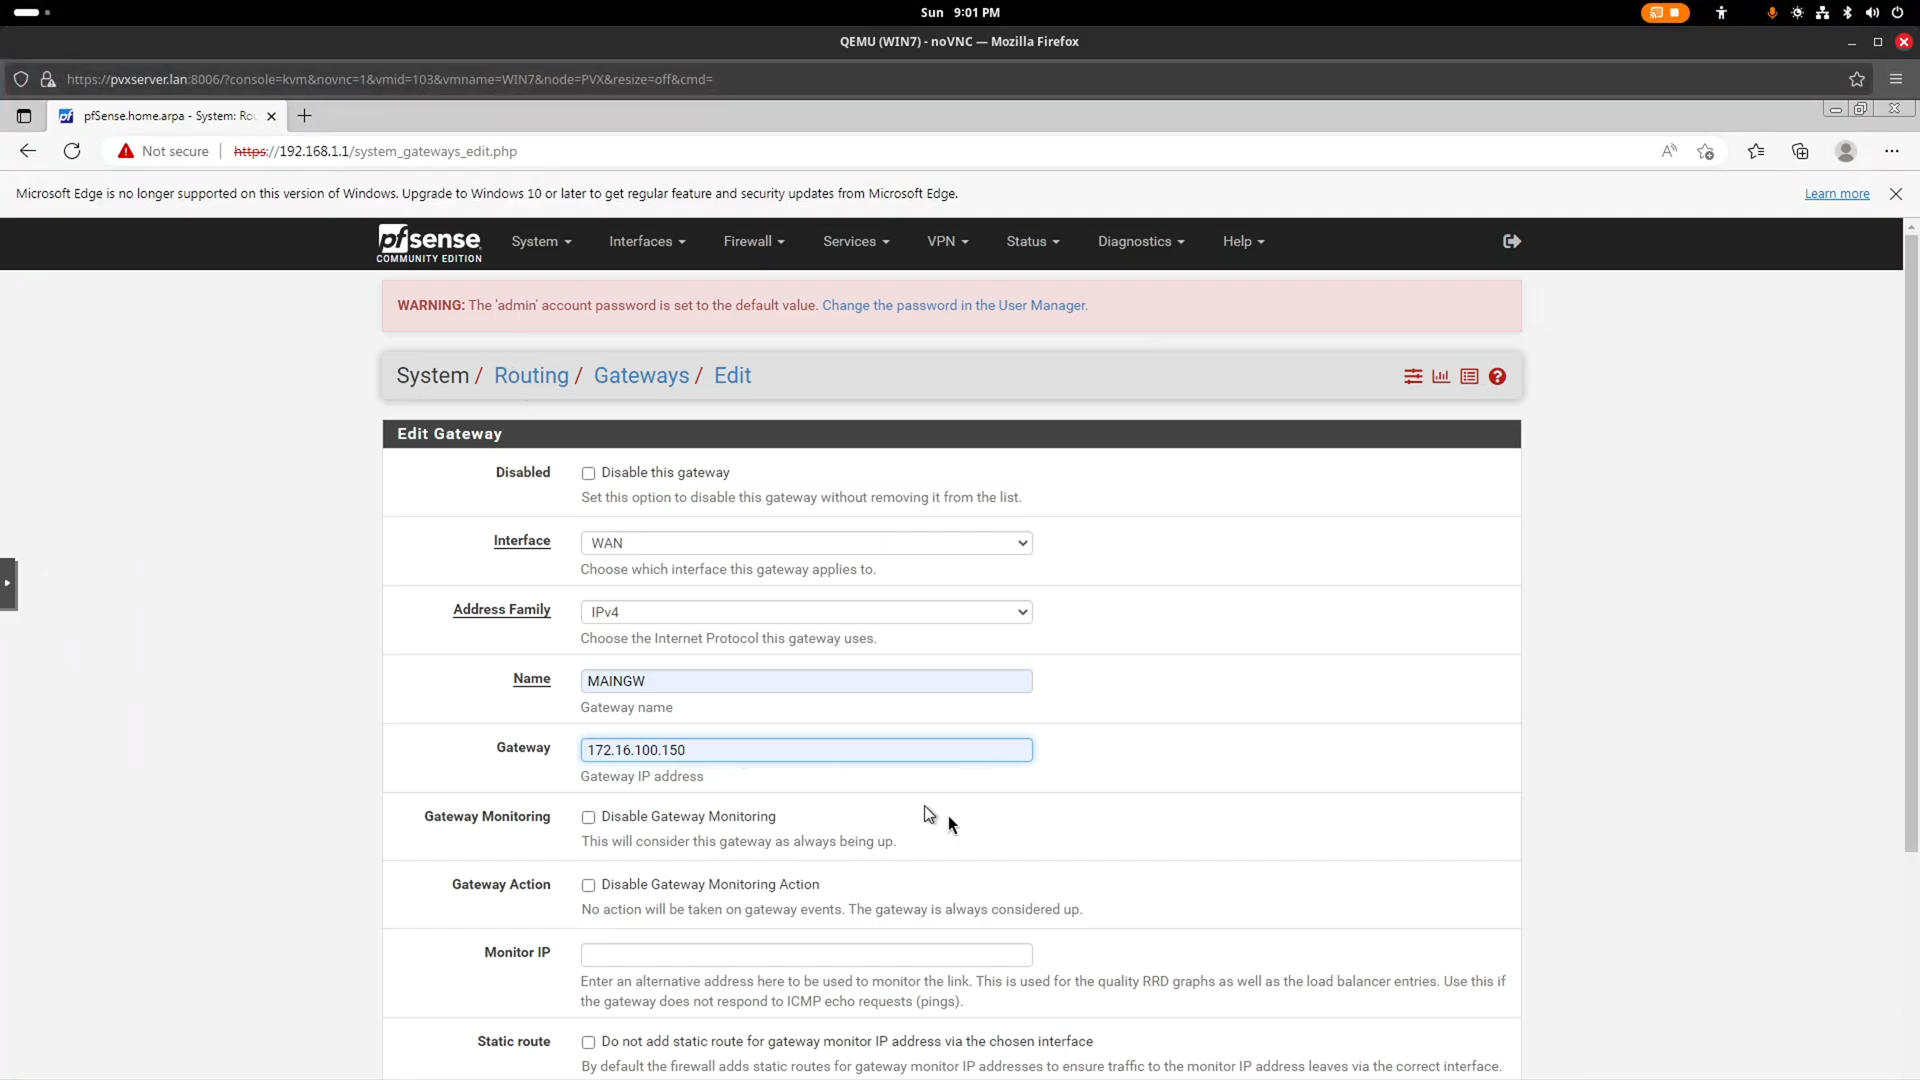 Sun 9:01 PM
QEMU (WIN7) - noVNC — Mozilla Firefox
https://pvxserver.lan:8006/?console=kvm&novnc=1&vmid=103&vmname=WIN7&node=PVX&resize=off&cmd=
pfSense.home.arpa - System: Rou
Not secure https://192.168.1.1/system_gateways_edit.php
Microsoft Edge is no longer supported on this version of Windows. Upgrade to Windows 10 or later to get regular feature and security updates from Microsoft Edge. Learn more
pfsense
COMMUNITY EDITION
System Interfaces Firewall Services VPN Status Diagnostics Help
WARNING: The 'admin' account password is set to the default value. Change the password in the User Manager.
System / Routing / Gateways / Edit
Edit Gateway
Disabled Disable this gateway
Set this option to disable this gateway without removing it from the list.
Interface WAN
Choose which interface this gateway applies to.
Address Family IPv4
Choose the Internet Protocol this gateway uses.
Name MAINGW
Gateway name
Gateway 172.16.100.150
Gateway IP address
Gateway Monitoring Disable Gateway Monitoring
This will consider this gateway as always being up.
Gateway Action Disable Gateway Monitoring Action
No action will be taken on gateway events. The gateway is always considered up.
Monitor IP
Enter an alternative address here to be used to monitor the link. This is used for the quality RRD graphs as well as the load balancer entries. Use this if
the gateway does not respond to ICMP echo requests (pings).
Static route Do not add static route for gateway monitor IP address via the chosen interface
By default the firewall adds static routes for gateway monitor IP addresses to ensure traffic to the monitor IP address leaves via the correct interface.